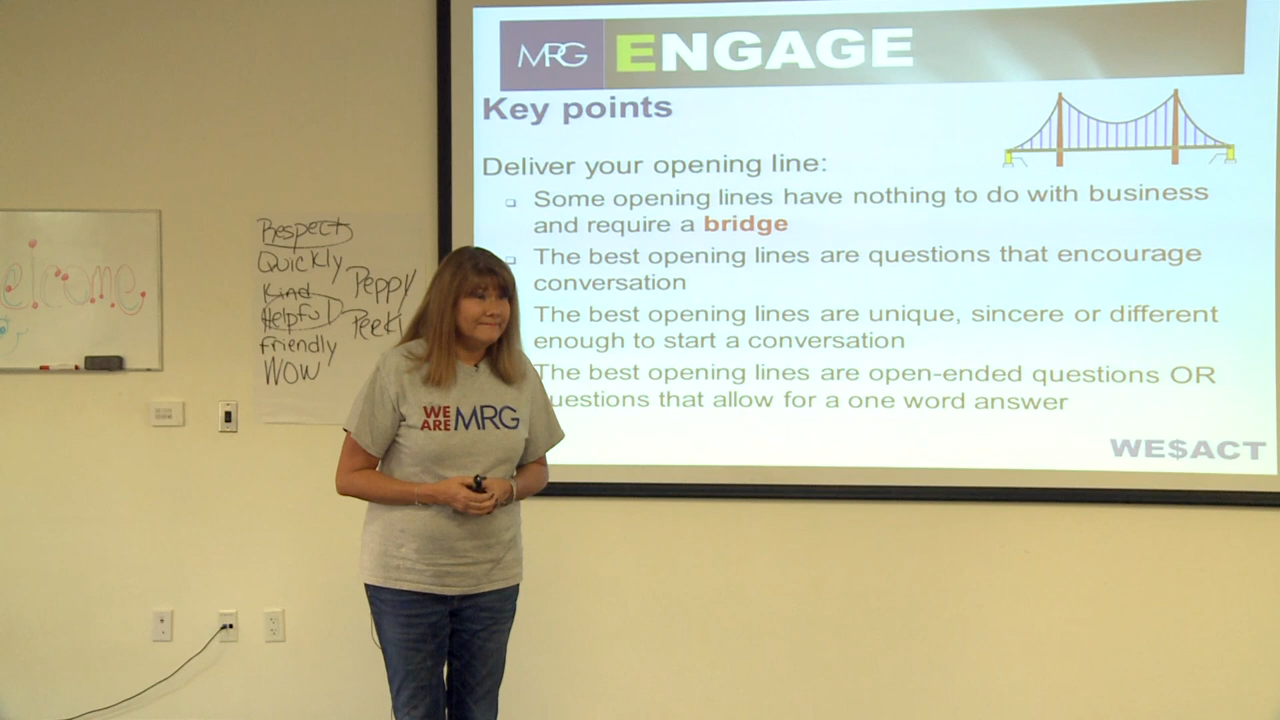 MRG ENGAGE
Key points
Deliver your opening line:
Some opening lines have nothing to do with business
and require a bridge
The best opening lines are questions that encourage
conversation
The best opening lines are unique, sincere or different
enough to start a conversation
The best opening lines are open-ended questions OR
uestions that allow for a one word answer
WE$ACT
elcome
Respect
Quickly
Kind
Helpful
friendly
WOW
Peppy
WE
ARE
MRG